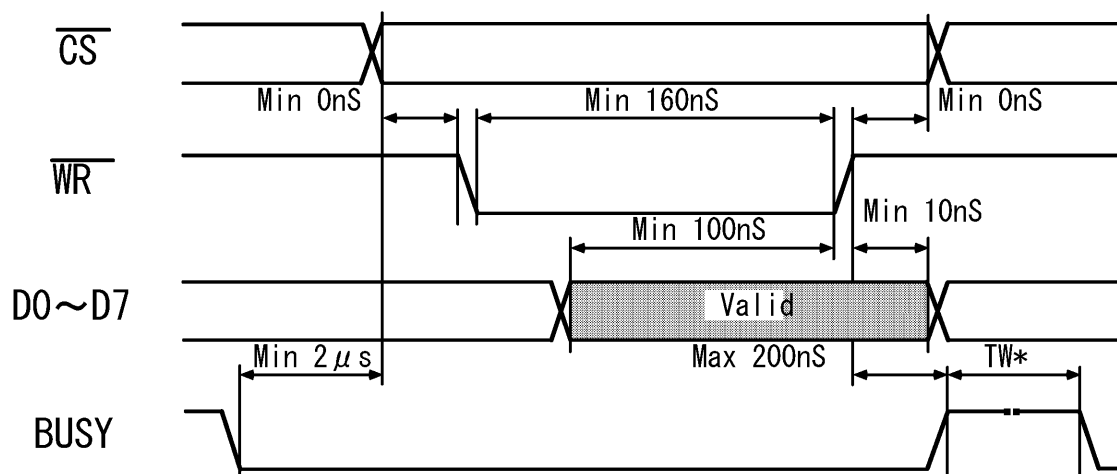 CS
Min 0nS Min 160nS Min 0nS
WR
Min 10nS
Min 100nS
D0～D7 Valid
Min 2μs Max 200nS TW*
BUSY